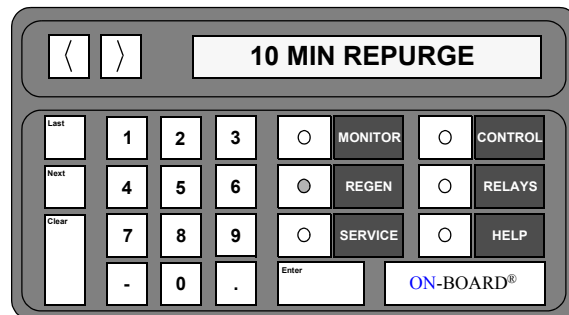 〈 〉 10 MIN REPURGE
Last 1 2 3 MONITOR CONTROL
Next 4 5 6 REGEN RELAYS
Clear 7 8 9 SERVICE HELP
- 0 . Enter ON-BOARD®